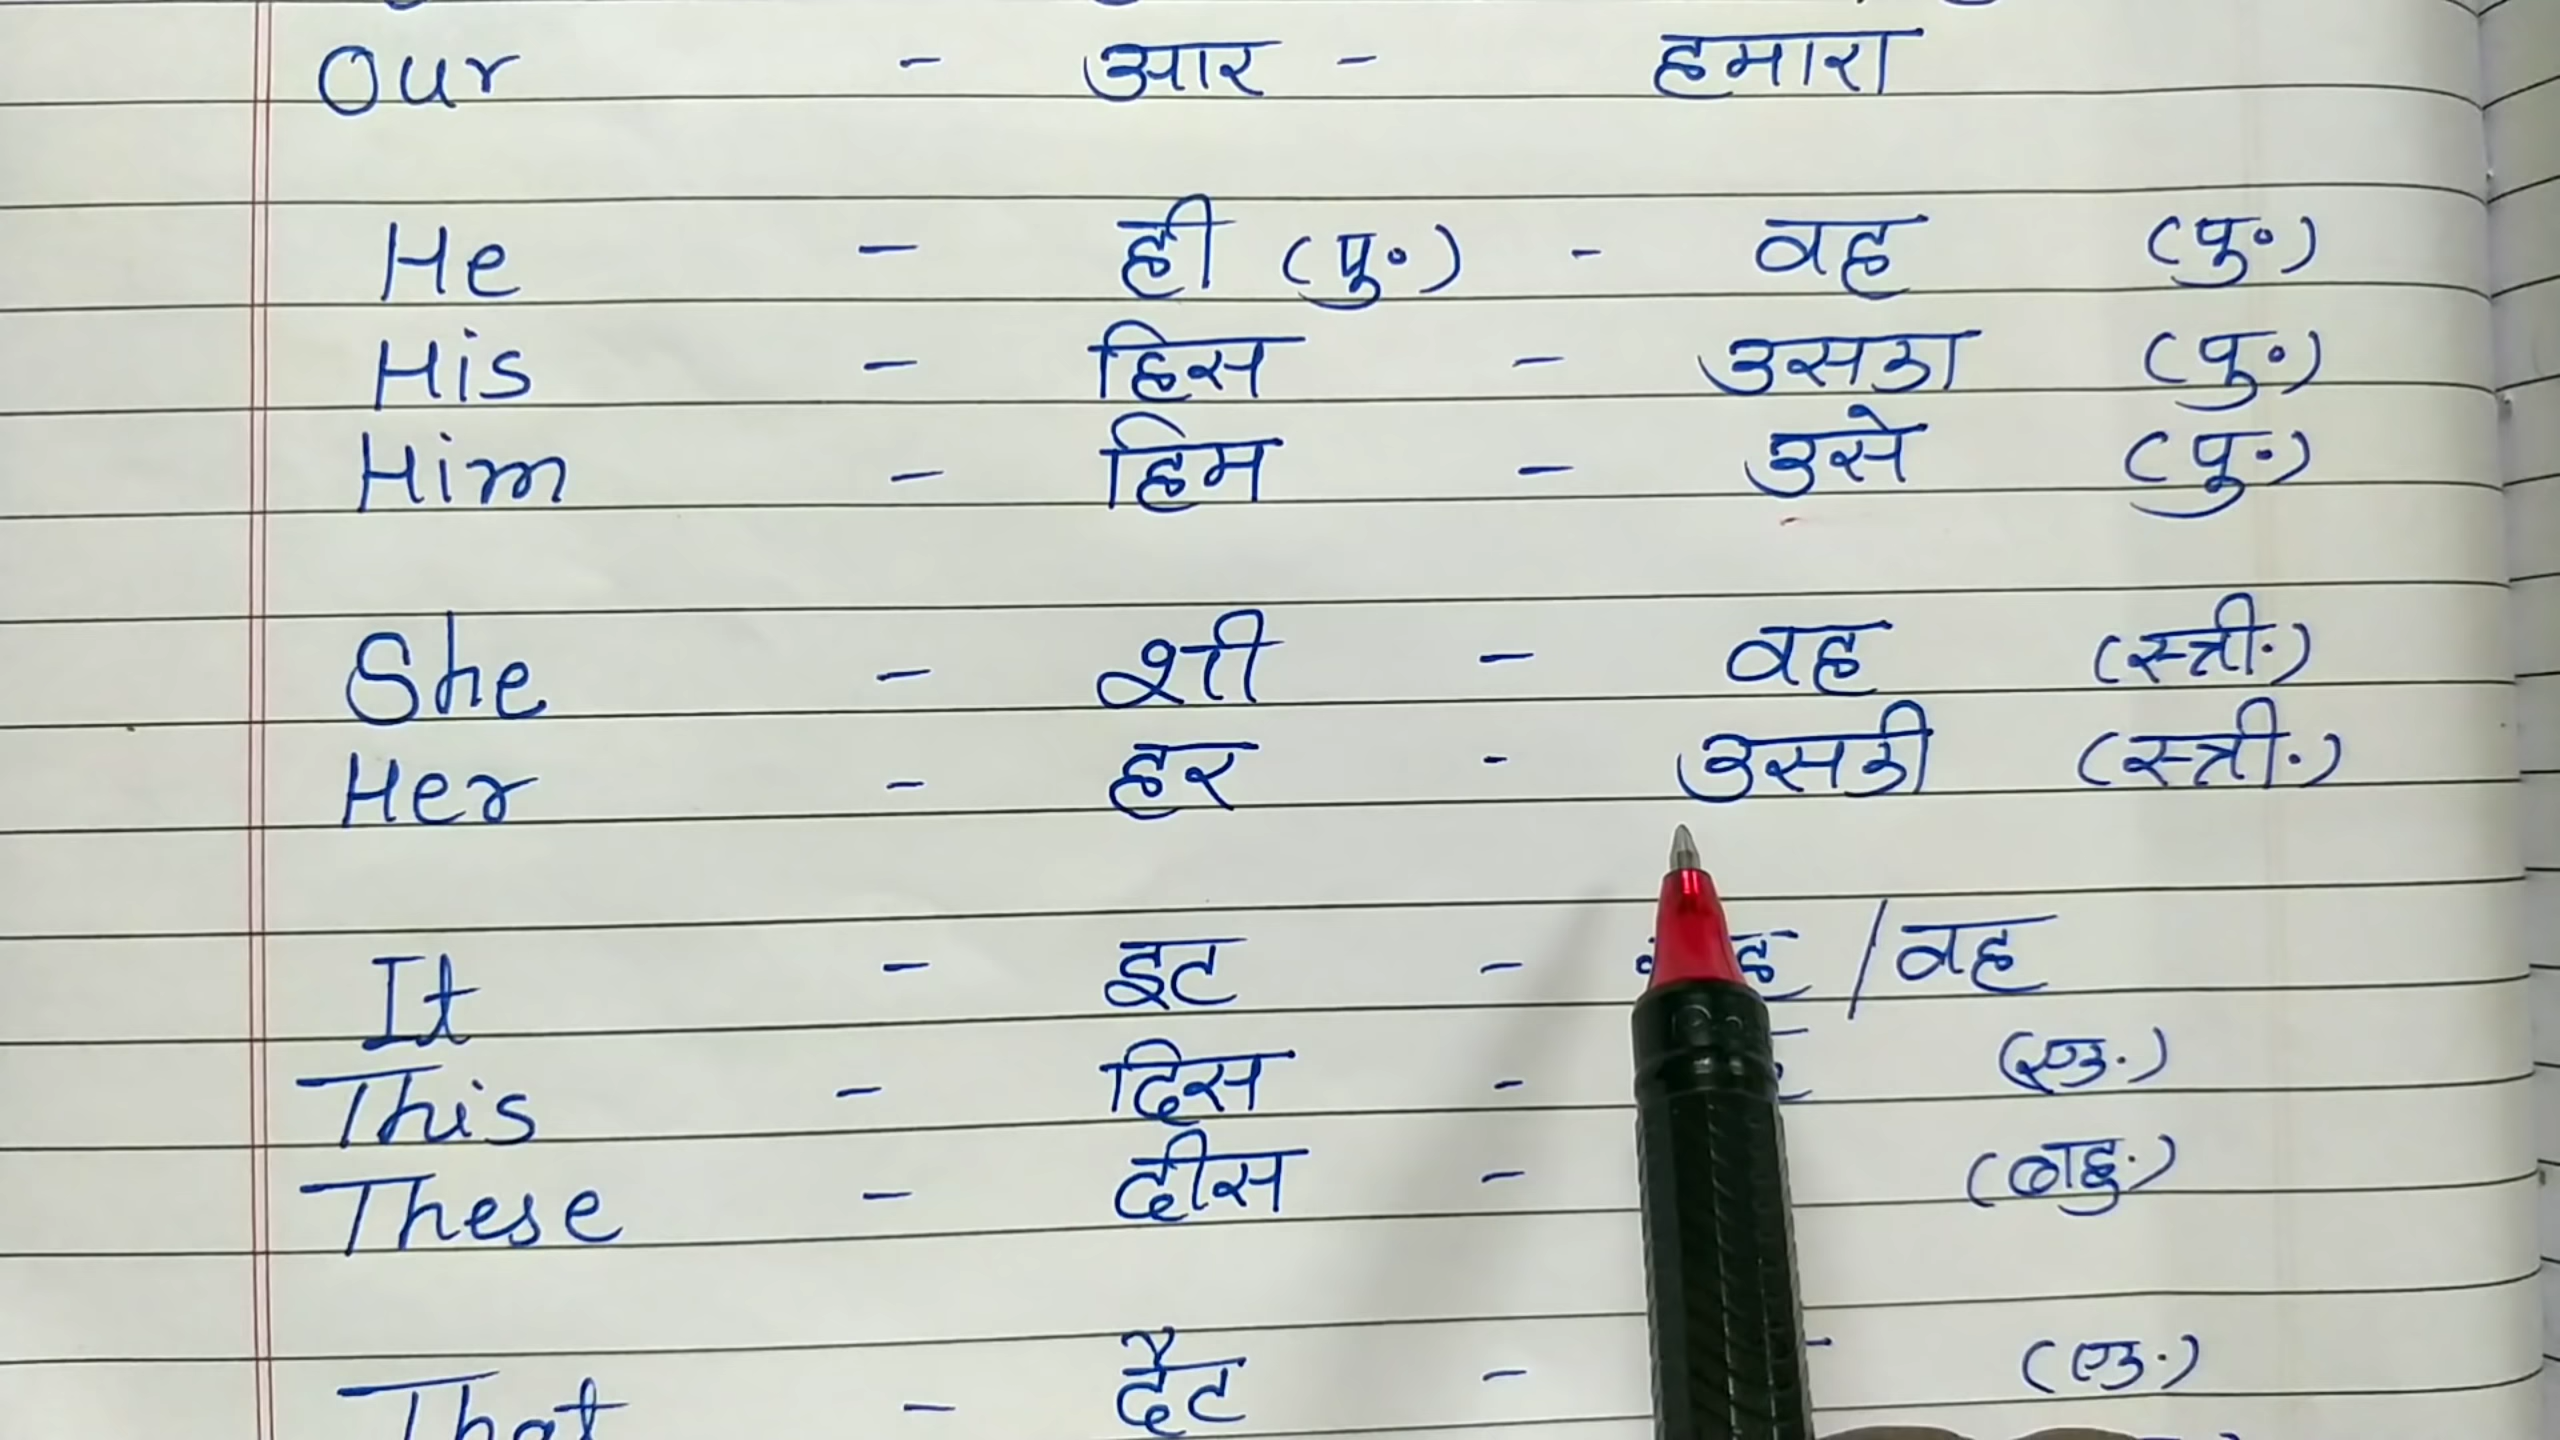 Our - आर - हमारा
He - ही (पु॰) - वह (पु॰)
His - हिस - उसका (पु॰)
Him - हिम - उसे (पु॰)
She - शी - वह (स्त्री॰)
Her - हर - उसकी (स्त्री॰)
It - इट - / वह
This - दिस - (एक॰)
These - दीस - (बहु॰)
That - दैट - (एक॰)